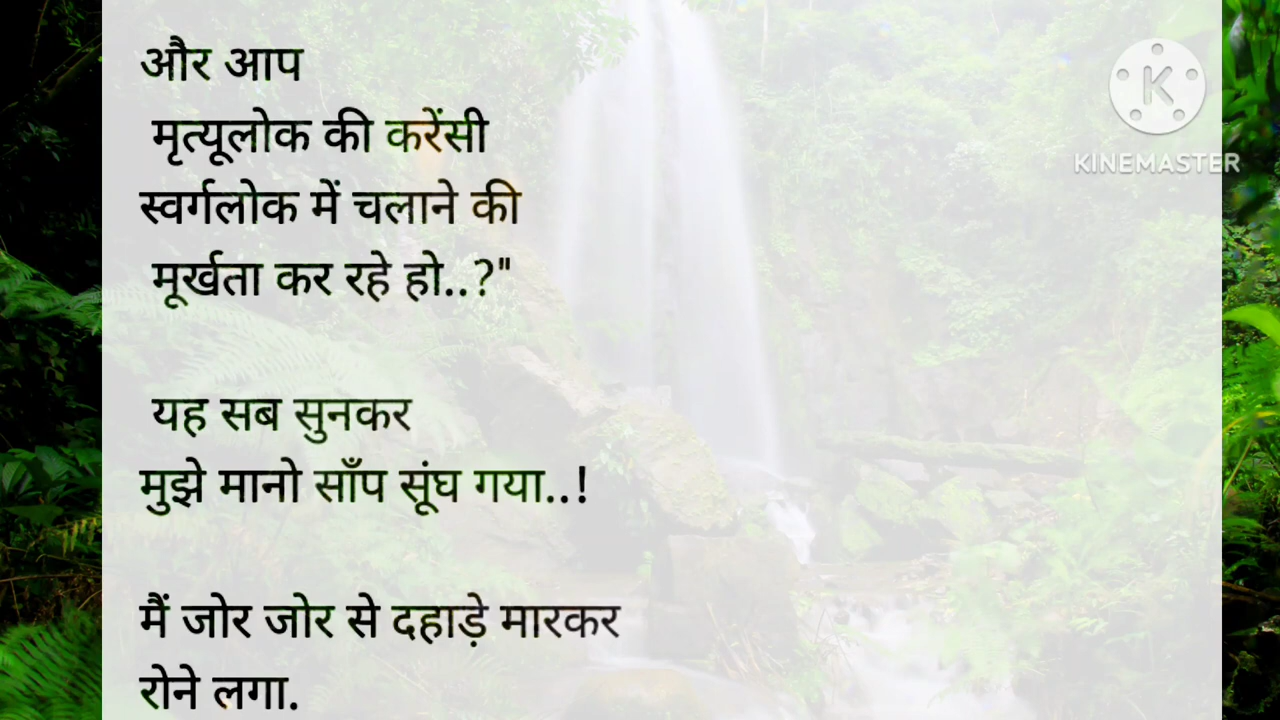 और आप
मृत्यूलोक की करेंसी
स्वर्गलोक में चलाने की
मूर्खता कर रहे हो..?"
यह सब सुनकर
मुझे मानो साँप सूंघ गया..!
मैं जोर जोर से दहाड़े मारकर
रोने लगा.
K
KINEMASTER